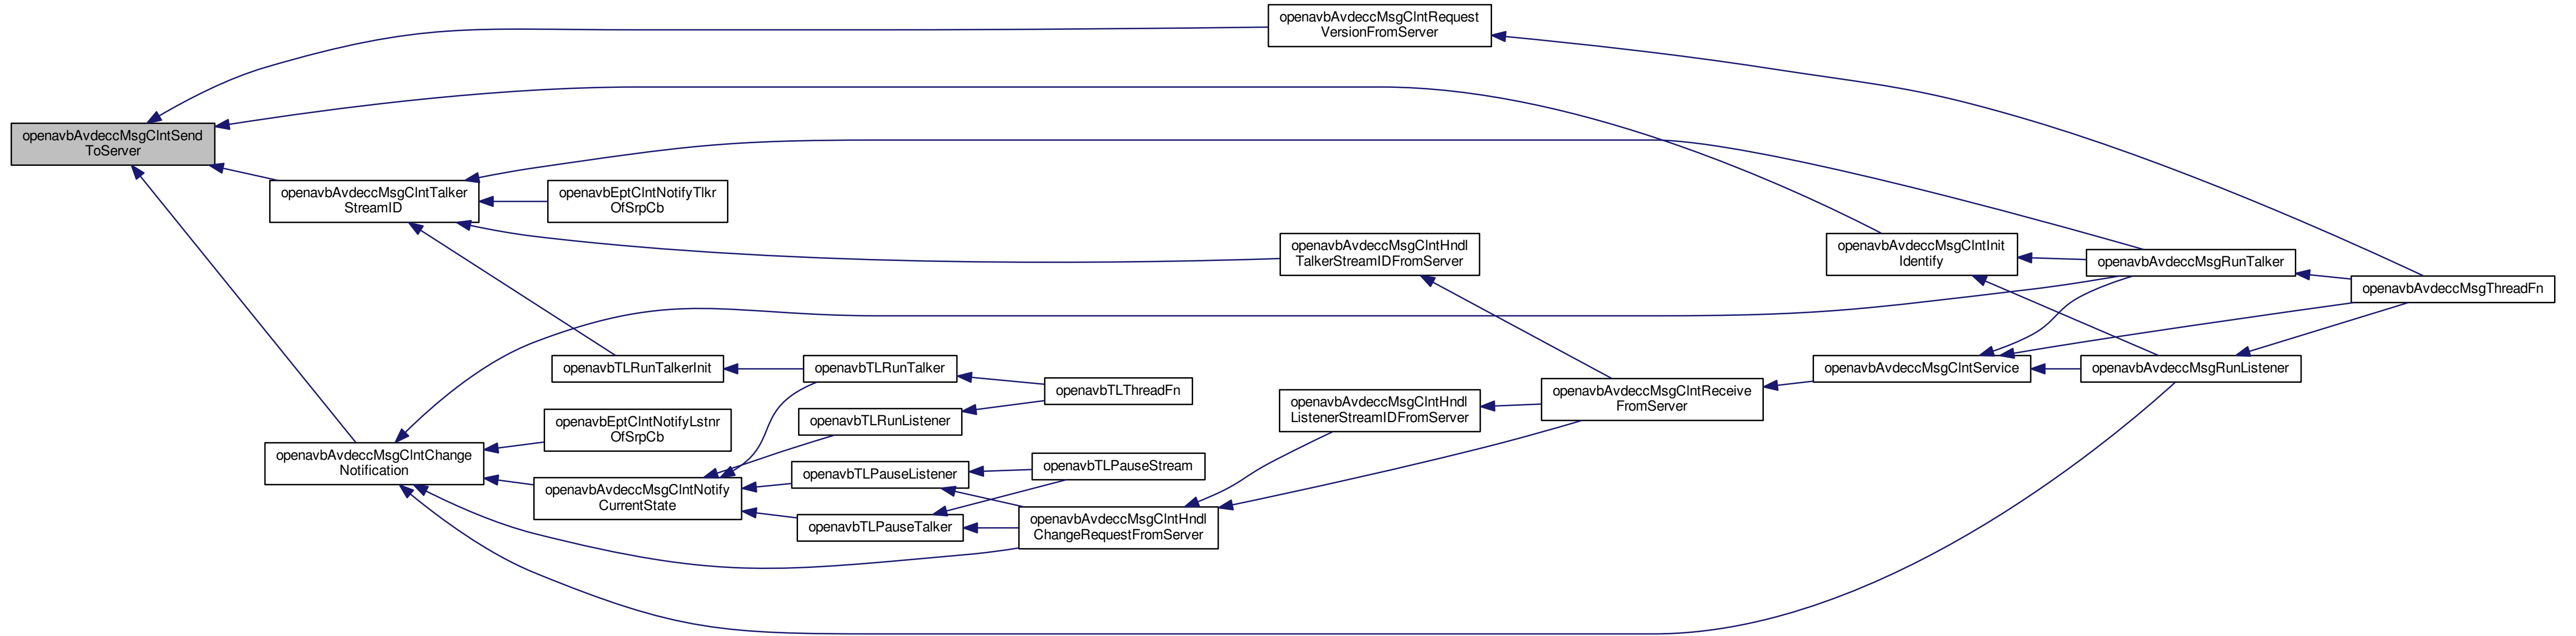 openavbAvdeccMsgClntRequest
VersionFromServer
openavbAvdeccMsgClntSend
ToServer
openavbAvdeccMsgClntTalker
StreamID
openavbEptClntNotifyTlkr
OfSrpCb
openavbAvdeccMsgClntHndl
TalkerStreamIDFromServer
openavbAvdeccMsgClntInit
Identify
openavbAvdeccMsgRunTalker
openavbAvdeccMsgThreadFn
openavbTLRunTalkerInit
openavbTLRunTalker
openavbTLThreadFn
openavbAvdeccMsgClntService
openavbAvdeccMsgRunListener
openavbAvdeccMsgClntHndl
ListenerStreamIDFromServer
openavbAvdeccMsgClntReceive
FromServer
openavbEptClntNotifyLstnr
OfSrpCb
openavbTLRunListener
openavbAvdeccMsgClntChange
Notification
openavbTLPauseListener
openavbTLPauseStream
openavbAvdeccMsgClntNotify
CurrentState
openavbTLPauseTalker
openavbAvdeccMsgClntHndl
ChangeRequestFromServer